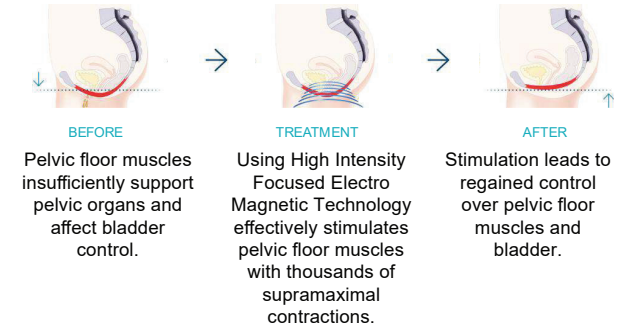 BEFORE
Pelvic floor muscles
insufficiently support
pelvic organs and
affect bladder
control.
TREATMENT
Using High Intensity
Focused Electro
Magnetic Technology
effectively stimulates
pelvic floor muscles
with thousands of
supramaximal
contractions.
AFTER
Stimulation leads to
regained control
over pelvic floor
muscles and
bladder.